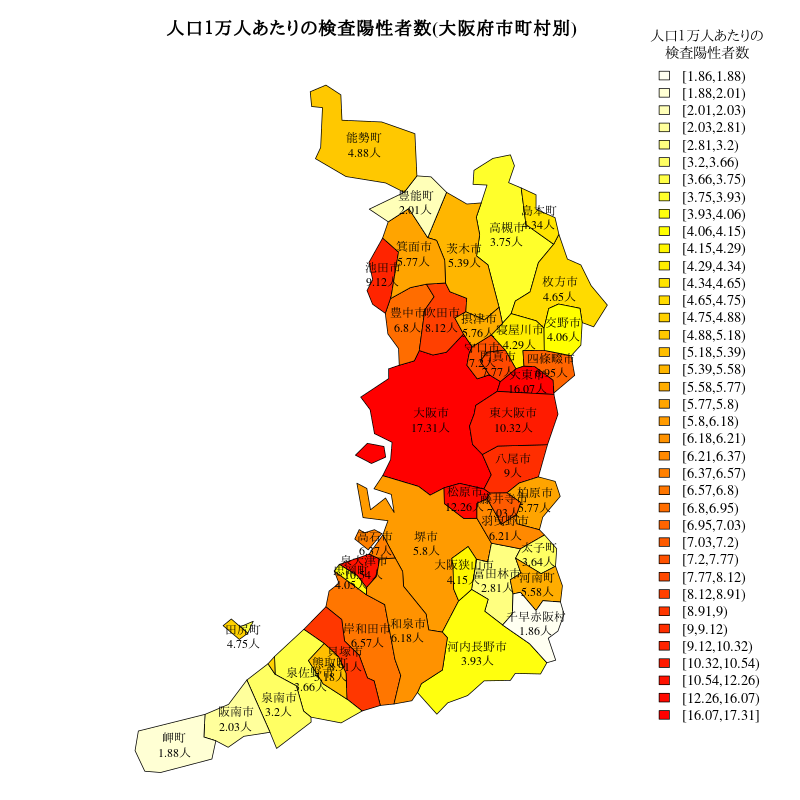 人口1万人あたりの検査陽性者数(大阪府市町村別)
人口1万人あたりの
検査陽性者数
[1.86,1.88)
[1.88,2.01)
[2.01,2.03)
[2.03,2.81)
[2.81,3.2)
[3.2,3.66)
[3.66,3.75)
[3.75,3.93)
[3.93,4.06)
[4.06,4.15)
[4.15,4.29)
[4.29,4.34)
[4.34,4.65)
[4.65,4.75)
[4.75,4.88)
[4.88,5.18)
[5.18,5.39)
[5.39,5.58)
[5.58,5.77)
[5.77,5.8)
[5.8,6.18)
[6.18,6.21)
[6.21,6.37)
[6.37,6.57)
[6.57,6.8)
[6.8,6.95)
[6.95,7.03)
[7.03,7.2)
[7.2,7.77)
[7.77,8.12)
[8.12,8.91)
[8.91,9)
[9,9.12)
[9.12,10.32)
[10.32,10.54)
[10.54,12.26)
[12.26,16.07)
[16.07,17.31]
能勢町
4.88人
豊能町
2.01人
島本町
4.34人
高槻市
3.75人
箕面市
5.77人
茨木市
5.39人
池田市
9.12人
枚方市
4.65人
豊中市
6.8人
吹田市
8.12人
摂津市
5.76人
寝屋川市
4.29人
交野市
4.06人
守口市
7.2人
門真市
7.77人
四條畷市
6.95人
大東市
16.07人
大阪市
17.31人
東大阪市
10.32人
八尾市
9人
松原市
12.26人
藤井寺市
7.03人
柏原市
5.77人
羽曳野市
6.21人
高石市
6.37人
堺市
5.8人
泉大津市
10.54人
4.05人
大阪狭山市
4.15人
富田林市
2.81人
太子町
3.64人
河南町
5.58人
千早赤阪村
1.86人
田尻町
4.75人
岸和田市
6.57人
和泉市
6.18人
河内長野市
3.93人
貝塚市
8.91人
熊取町
5.18人
泉佐野市
3.66人
泉南市
3.2人
阪南市
2.03人
岬町
1.88人